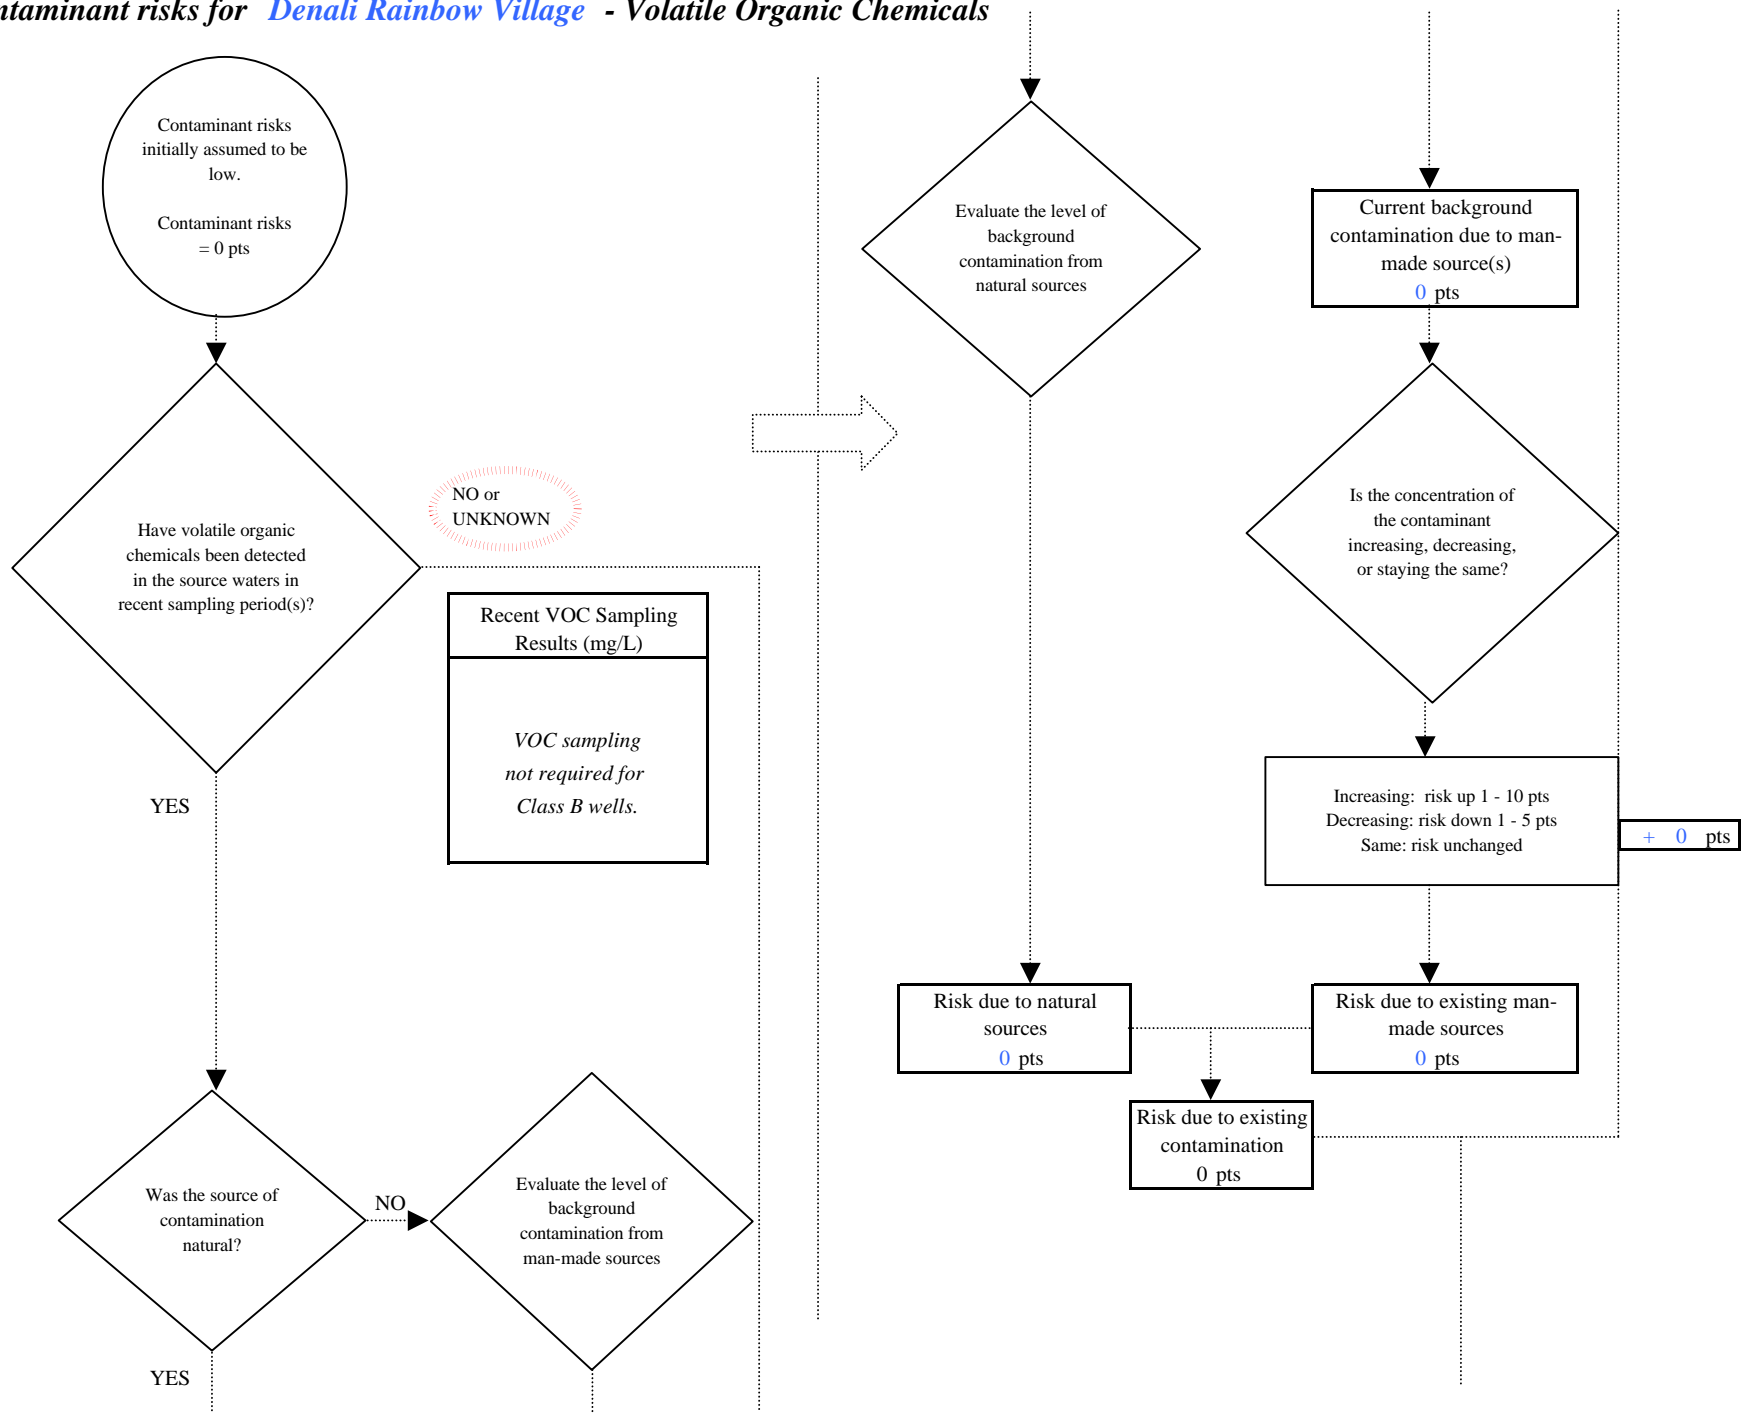 ntaminant risks for Denali Rainbow Village - Volatile Organic Chemicals
Contaminant risks
initially assumed to be
low.
Contaminant risks
= 0 pts
Have volatile organic
chemicals been detected
in the source waters in
recent sampling period(s)?
NO or
UNKNOWN
Recent VOC Sampling
Results (mg/L)
VOC sampling
not required for
Class B wells.
YES
Was the source of
contamination
natural?
NO
Evaluate the level of
background
contamination from
man-made sources
YES
Evaluate the level of
background
contamination from
natural sources
Current background
contamination due to man-
made source(s)
0 pts
Is the concentration of
the contaminant
increasing, decreasing,
or staying the same?
Increasing: risk up 1 - 10 pts
Decreasing: risk down 1 - 5 pts
Same: risk unchanged
+ 0 pts
Risk due to natural
sources
0 pts
Risk due to existing man-
made sources
0 pts
Risk due to existing
contamination
0 pts